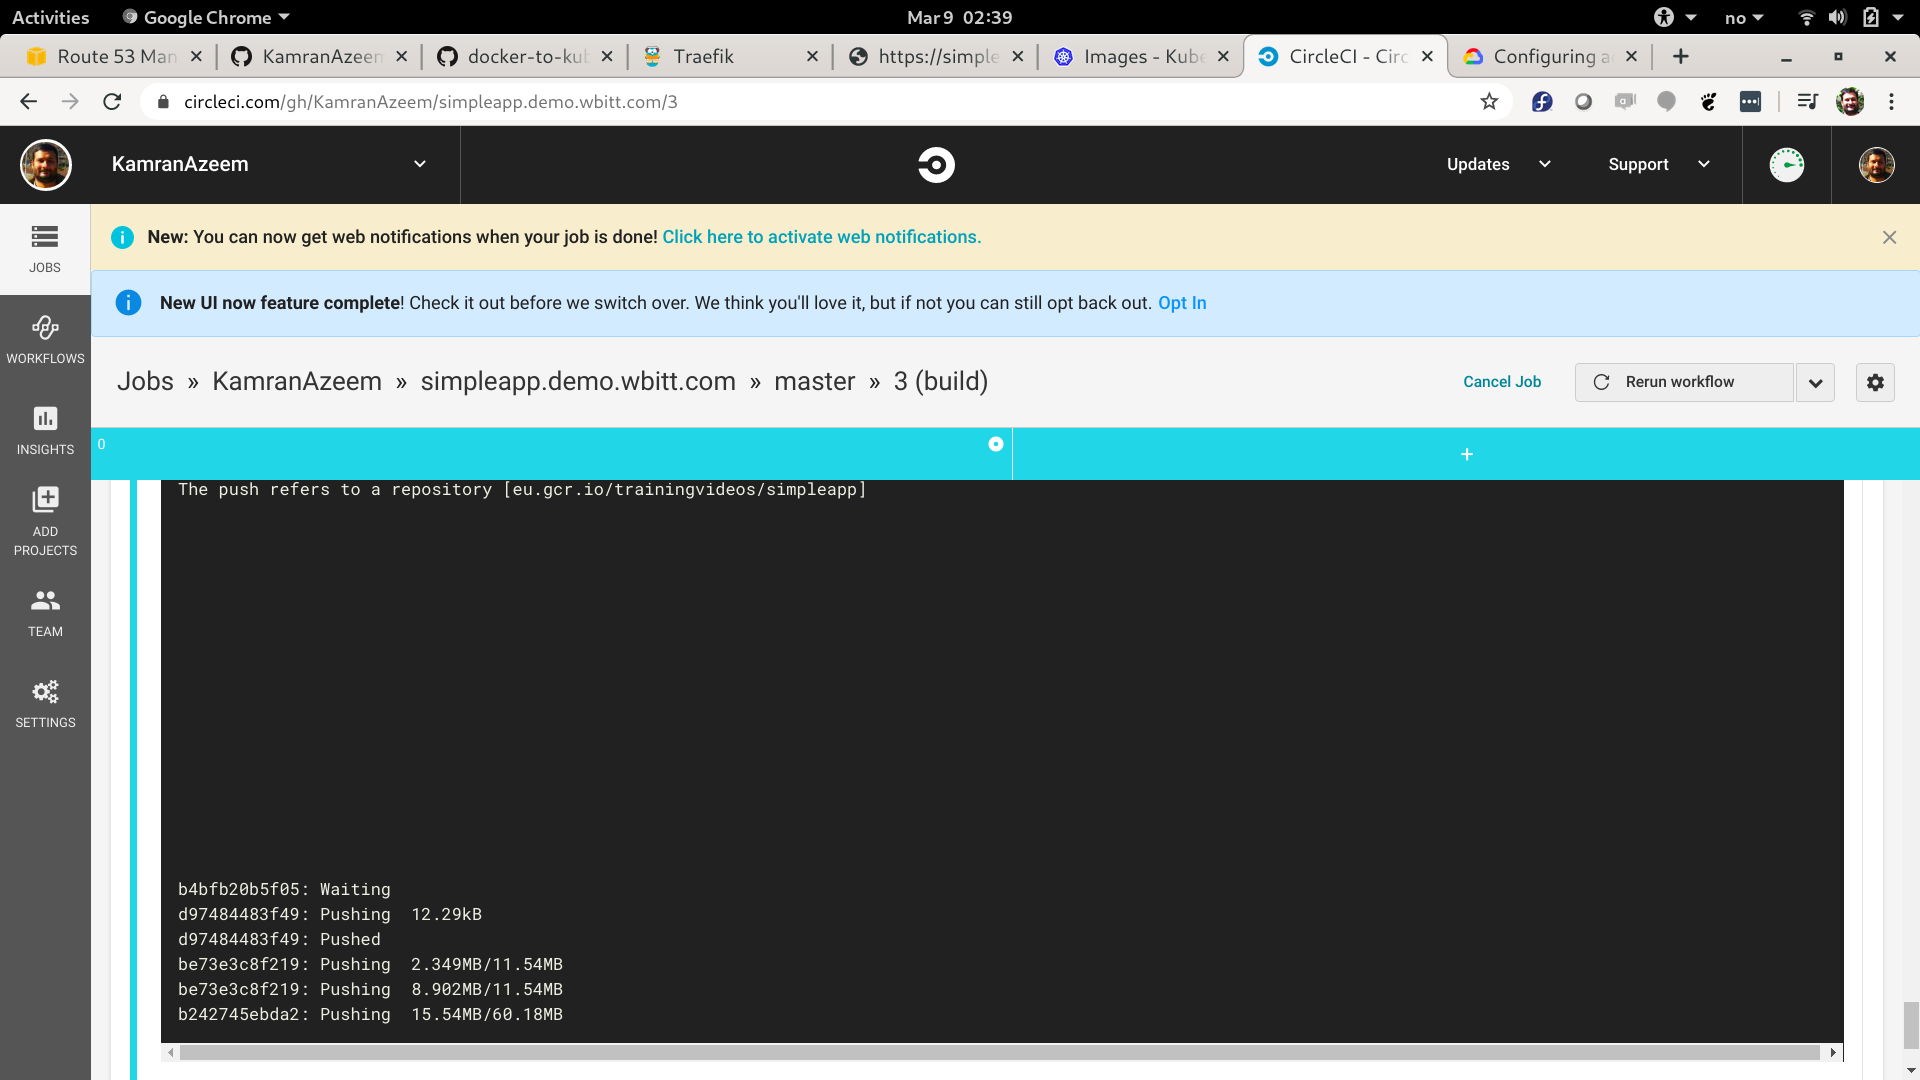 Activities Google Chrome Mar 9 02:39 no
Route 53 Man KamranAzeem docker-to-kub Traefik https://simple Images - Kube CircleCI - Circ Configuring a
circleci.com/gh/KamranAzeem/simpleapp.demo.wbitt.com/3
KamranAzeem Updates Support
JOBS
WORKFLOWS
INSIGHTS
ADD
PROJECTS
TEAM
SETTINGS
New: You can now get web notifications when your job is done! Click here to activate web notifications.
New UI now feature complete! Check it out before we switch over. We think you'll love it, but if not you can still opt back out. Opt In
Jobs » KamranAzeem » simpleapp.demo.wbitt.com » master » 3 (build) Cancel Job Rerun workflow
0 +
The push refers to a repository [eu.gcr.io/trainingvideos/simpleapp]
b4bfb20b5f05: Waiting
d97484483f49: Pushing 12.29kB
d97484483f49: Pushed
be73e3c8f219: Pushing 2.349MB/11.54MB
be73e3c8f219: Pushing 8.902MB/11.54MB
b242745ebda2: Pushing 15.54MB/60.18MB